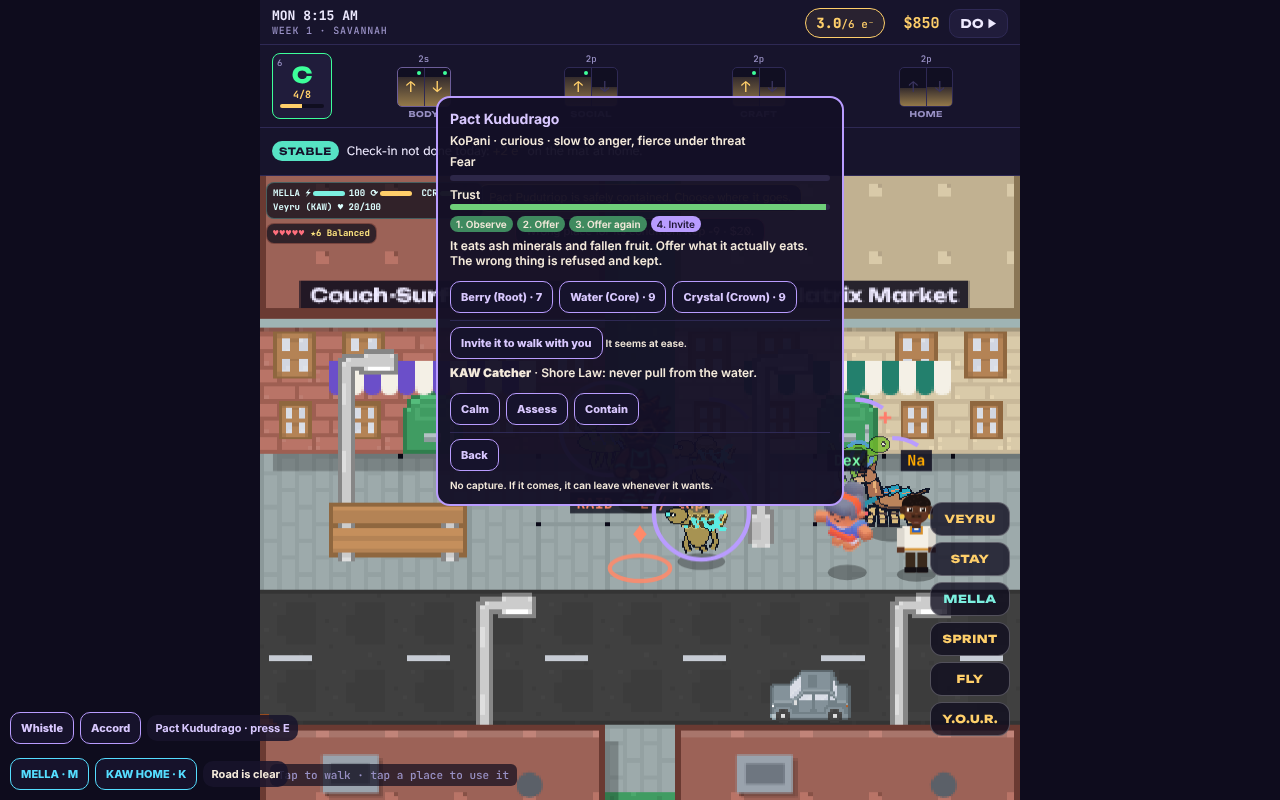 MON 8:15 AM
WEEK 1 · SAVANNAH
3.0/6 e⁻
$850
DO ▶
6
C
4/8
2s
2p
2p
2p
BODY
HOME
STABLE
Check-in not do
MELLA ⚡ 100 ⟳ CCR
Veyru (KAW) ♥ 20/100
♥♥♥♥♥ ★6 Balanced
Couch-Sur
atrix Market
Pact Kududrago
KoPani · curious · slow to anger, fierce under threat
Fear
Trust
1. Observe
2. Offer
3. Offer again
4. Invite
It eats ash minerals and fallen fruit. Offer what it actually eats.
The wrong thing is refused and kept.
Berry (Root) · 7
Water (Core) · 9
Crystal (Crown) · 9
Invite it to walk with you
It seems at ease.
KAW Catcher · Shore Law: never pull from the water.
Calm
Assess
Contain
Back
No capture. If it comes, it can leave whenever it wants.
ex
Na
VEYRU
STAY
MELLA
SPRINT
FLY
Y.O.U.R.
Whistle
Accord
Pact Kududrago · press E
MELLA · M
KAW HOME · K
Road is clear
ap to walk · tap a place to use it